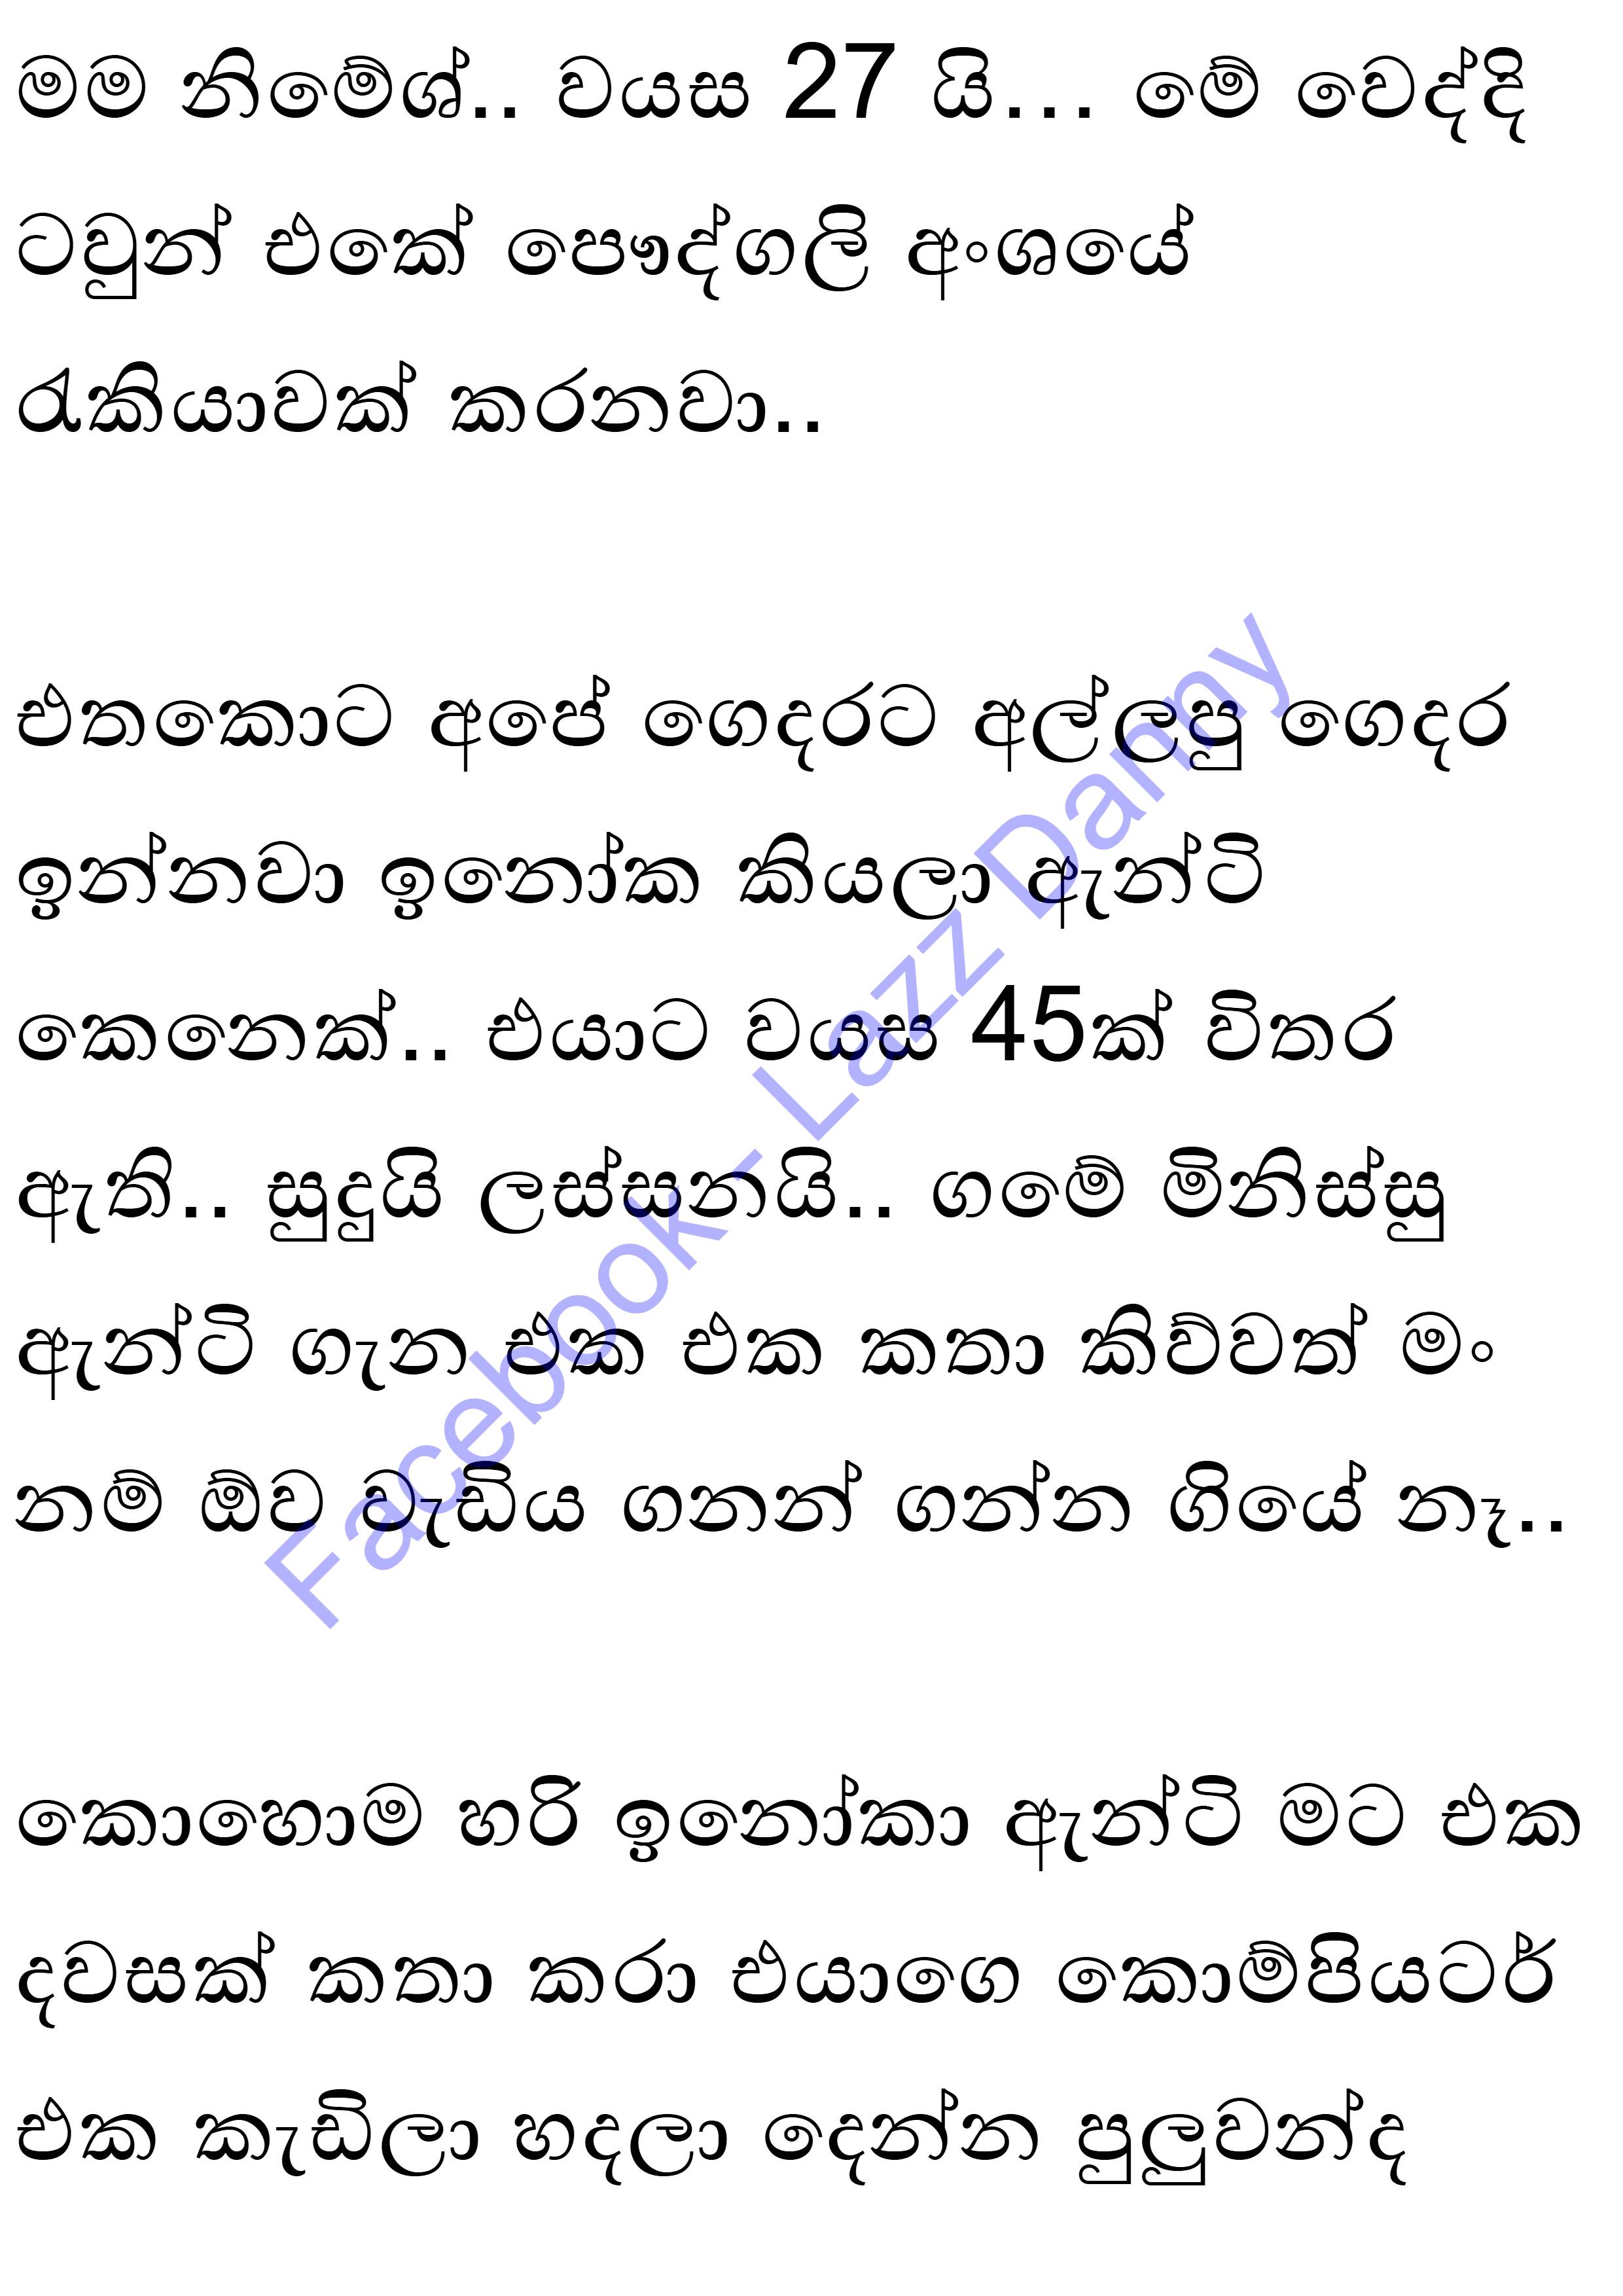 මම නිමේශ්.. වයස 27 යි... මේ වෙද්දි
ටවුන් එකේ පෞද්ගලි අංශයේ
රැකියාවක් කරනවා..
එතකොට අපේ ගෙදරට අල්ලපු ගෙදර
ඉන්නවා ඉනෝක කියලා ඇන්ටි
කෙනෙක්.. එයාට වයස 45ක් විතර
ඇති.. සුදුයි ලස්සනයි.. ගමේ මිනිස්සු
ඇන්ටි ගැන එක එක කතා කිව්වත් මං
නම් ඕව වැඩිය ගනන් ගන්න ගියේ නෑ..
කොහොම හරි ඉනෝකා ඇන්ටි මට එක
දවසක් කතා කරා එයාගෙ කොම්පියටර්
එක කැඩිලා හදලා දෙන්න පුලුවන්ද
Facebook - Lazz Danny